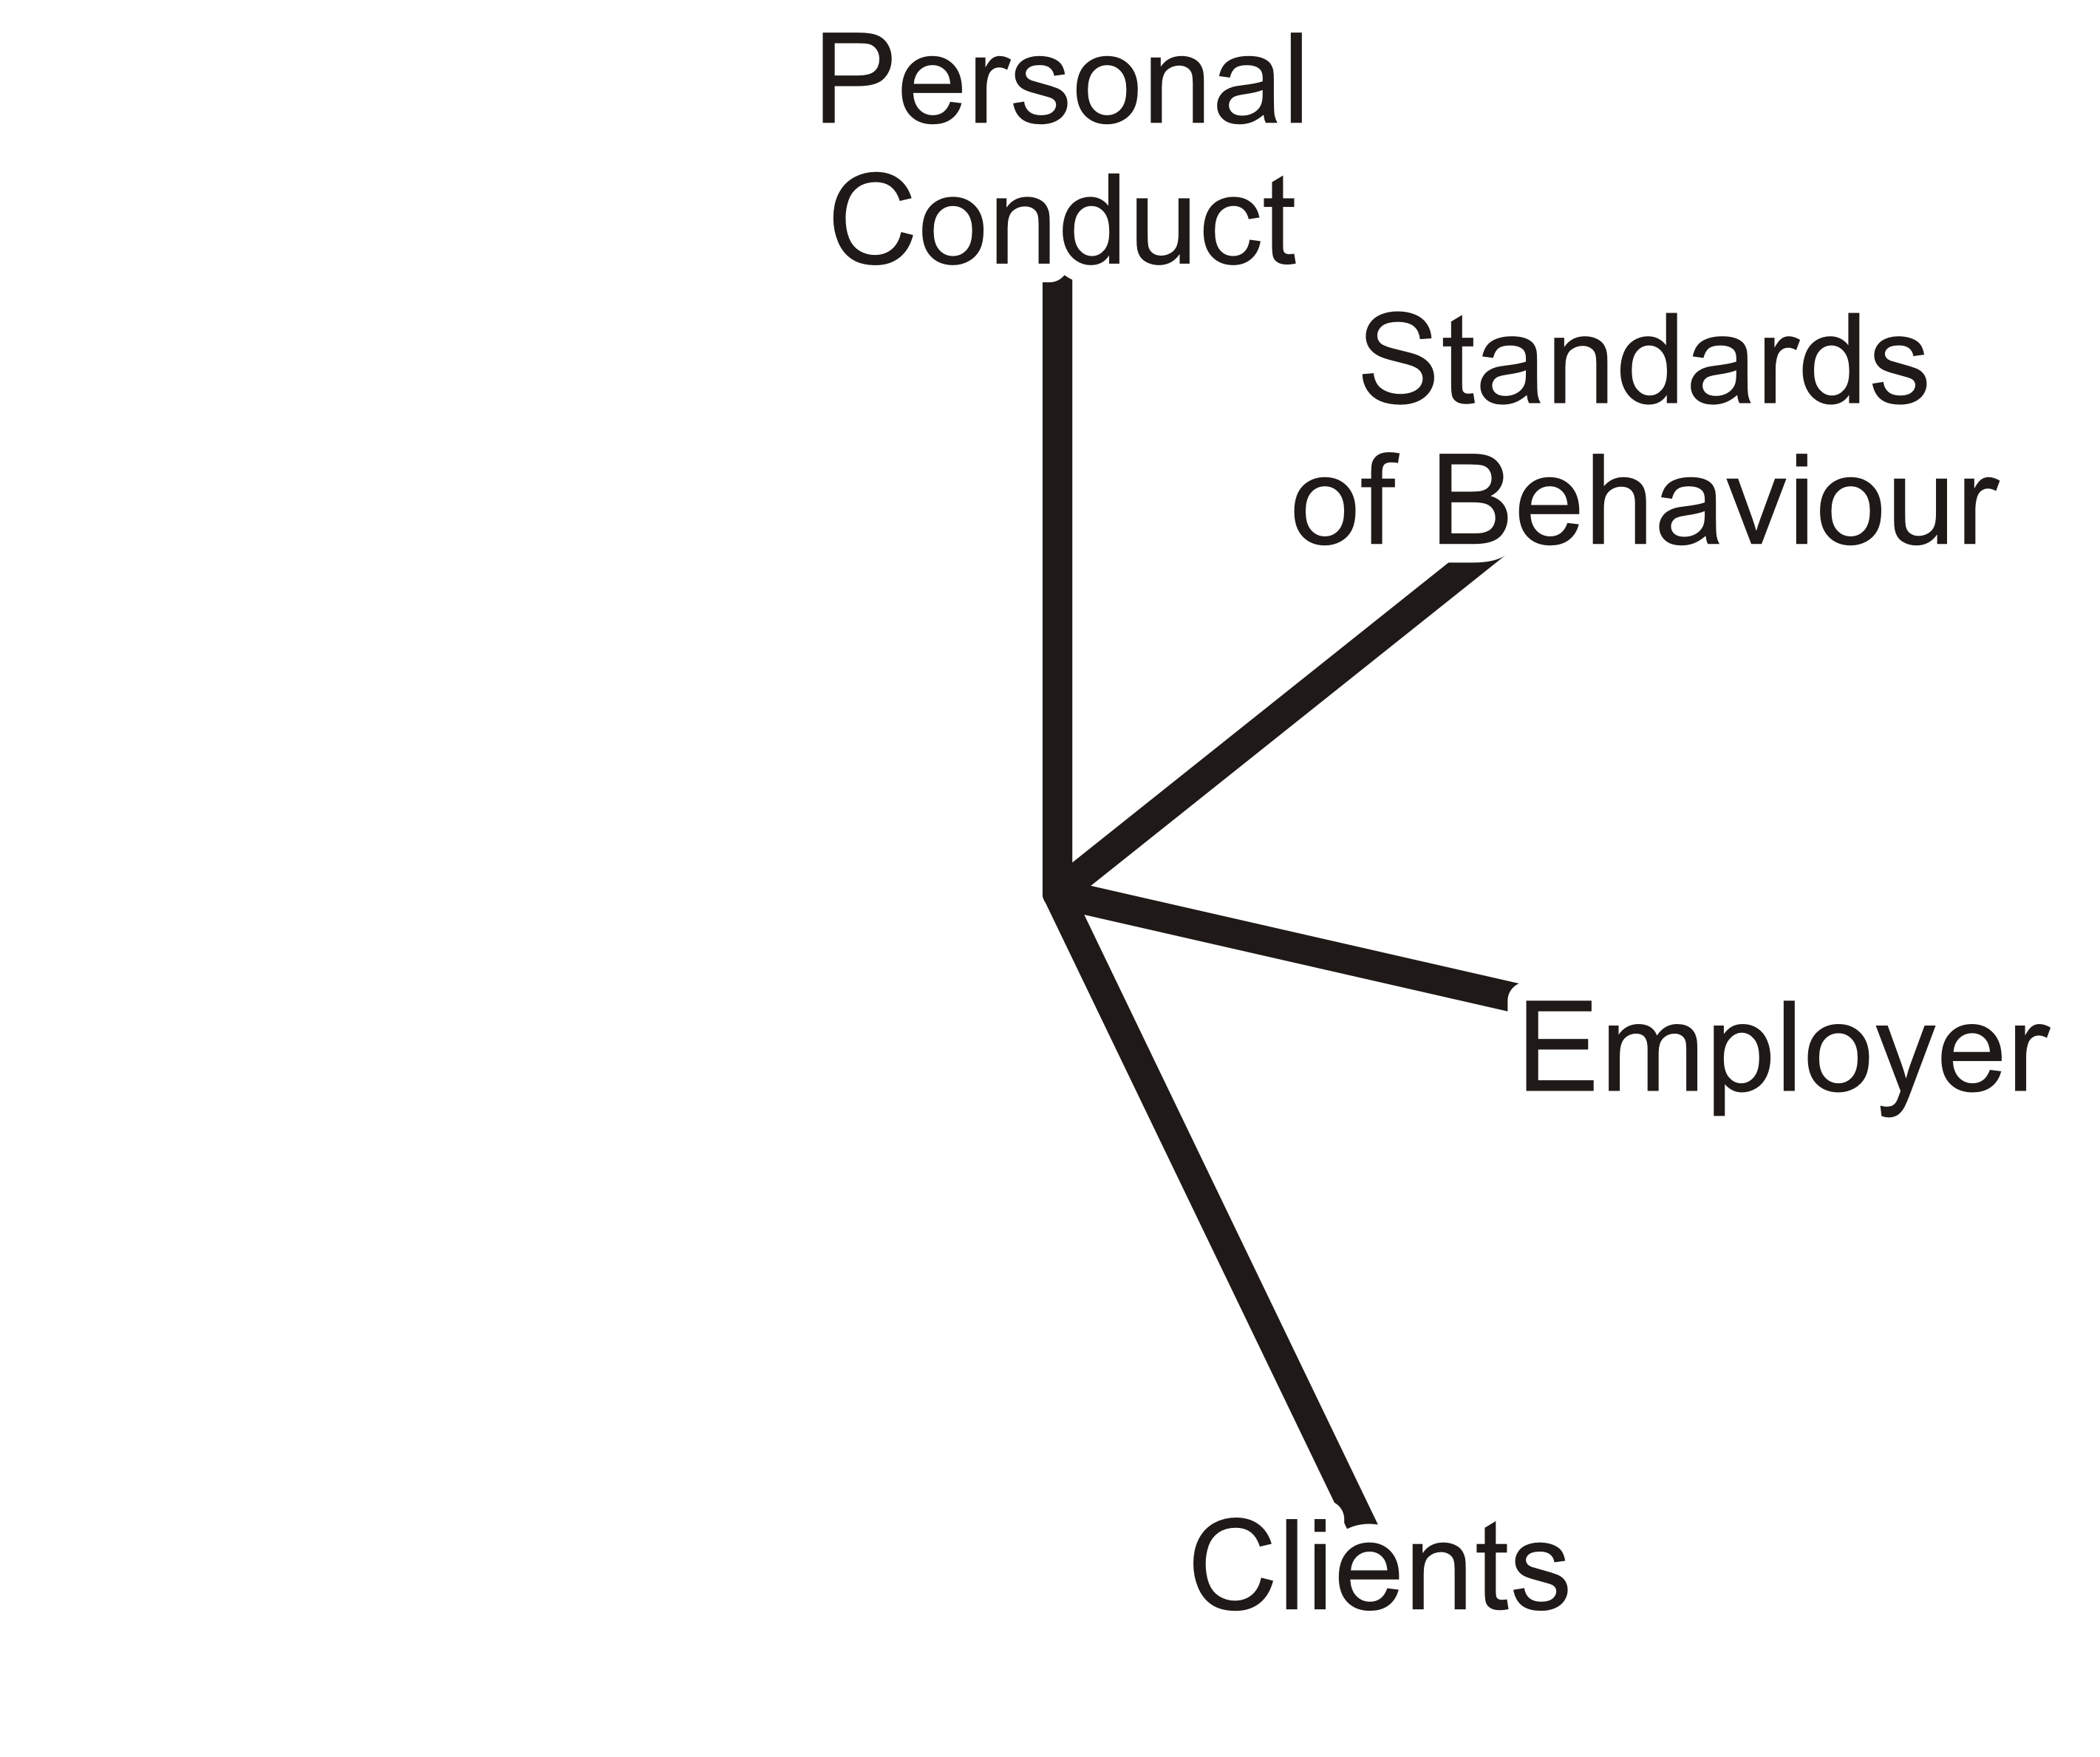 Personal
Conduct
Standards
of Behaviour
Employer
Clients